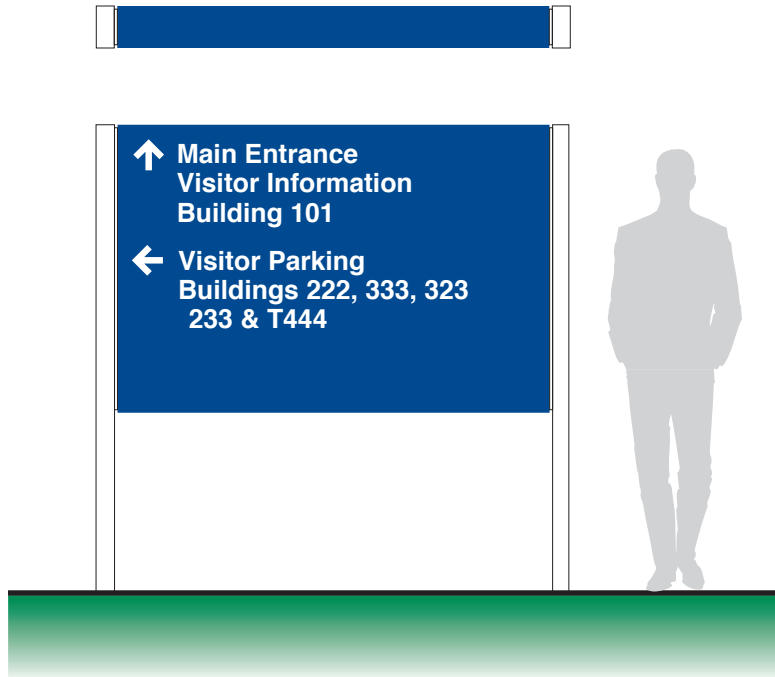 Main Entrance
Visitor Information
Building 101
Visitor Parking
Buildings 222, 333, 323
233 & T444